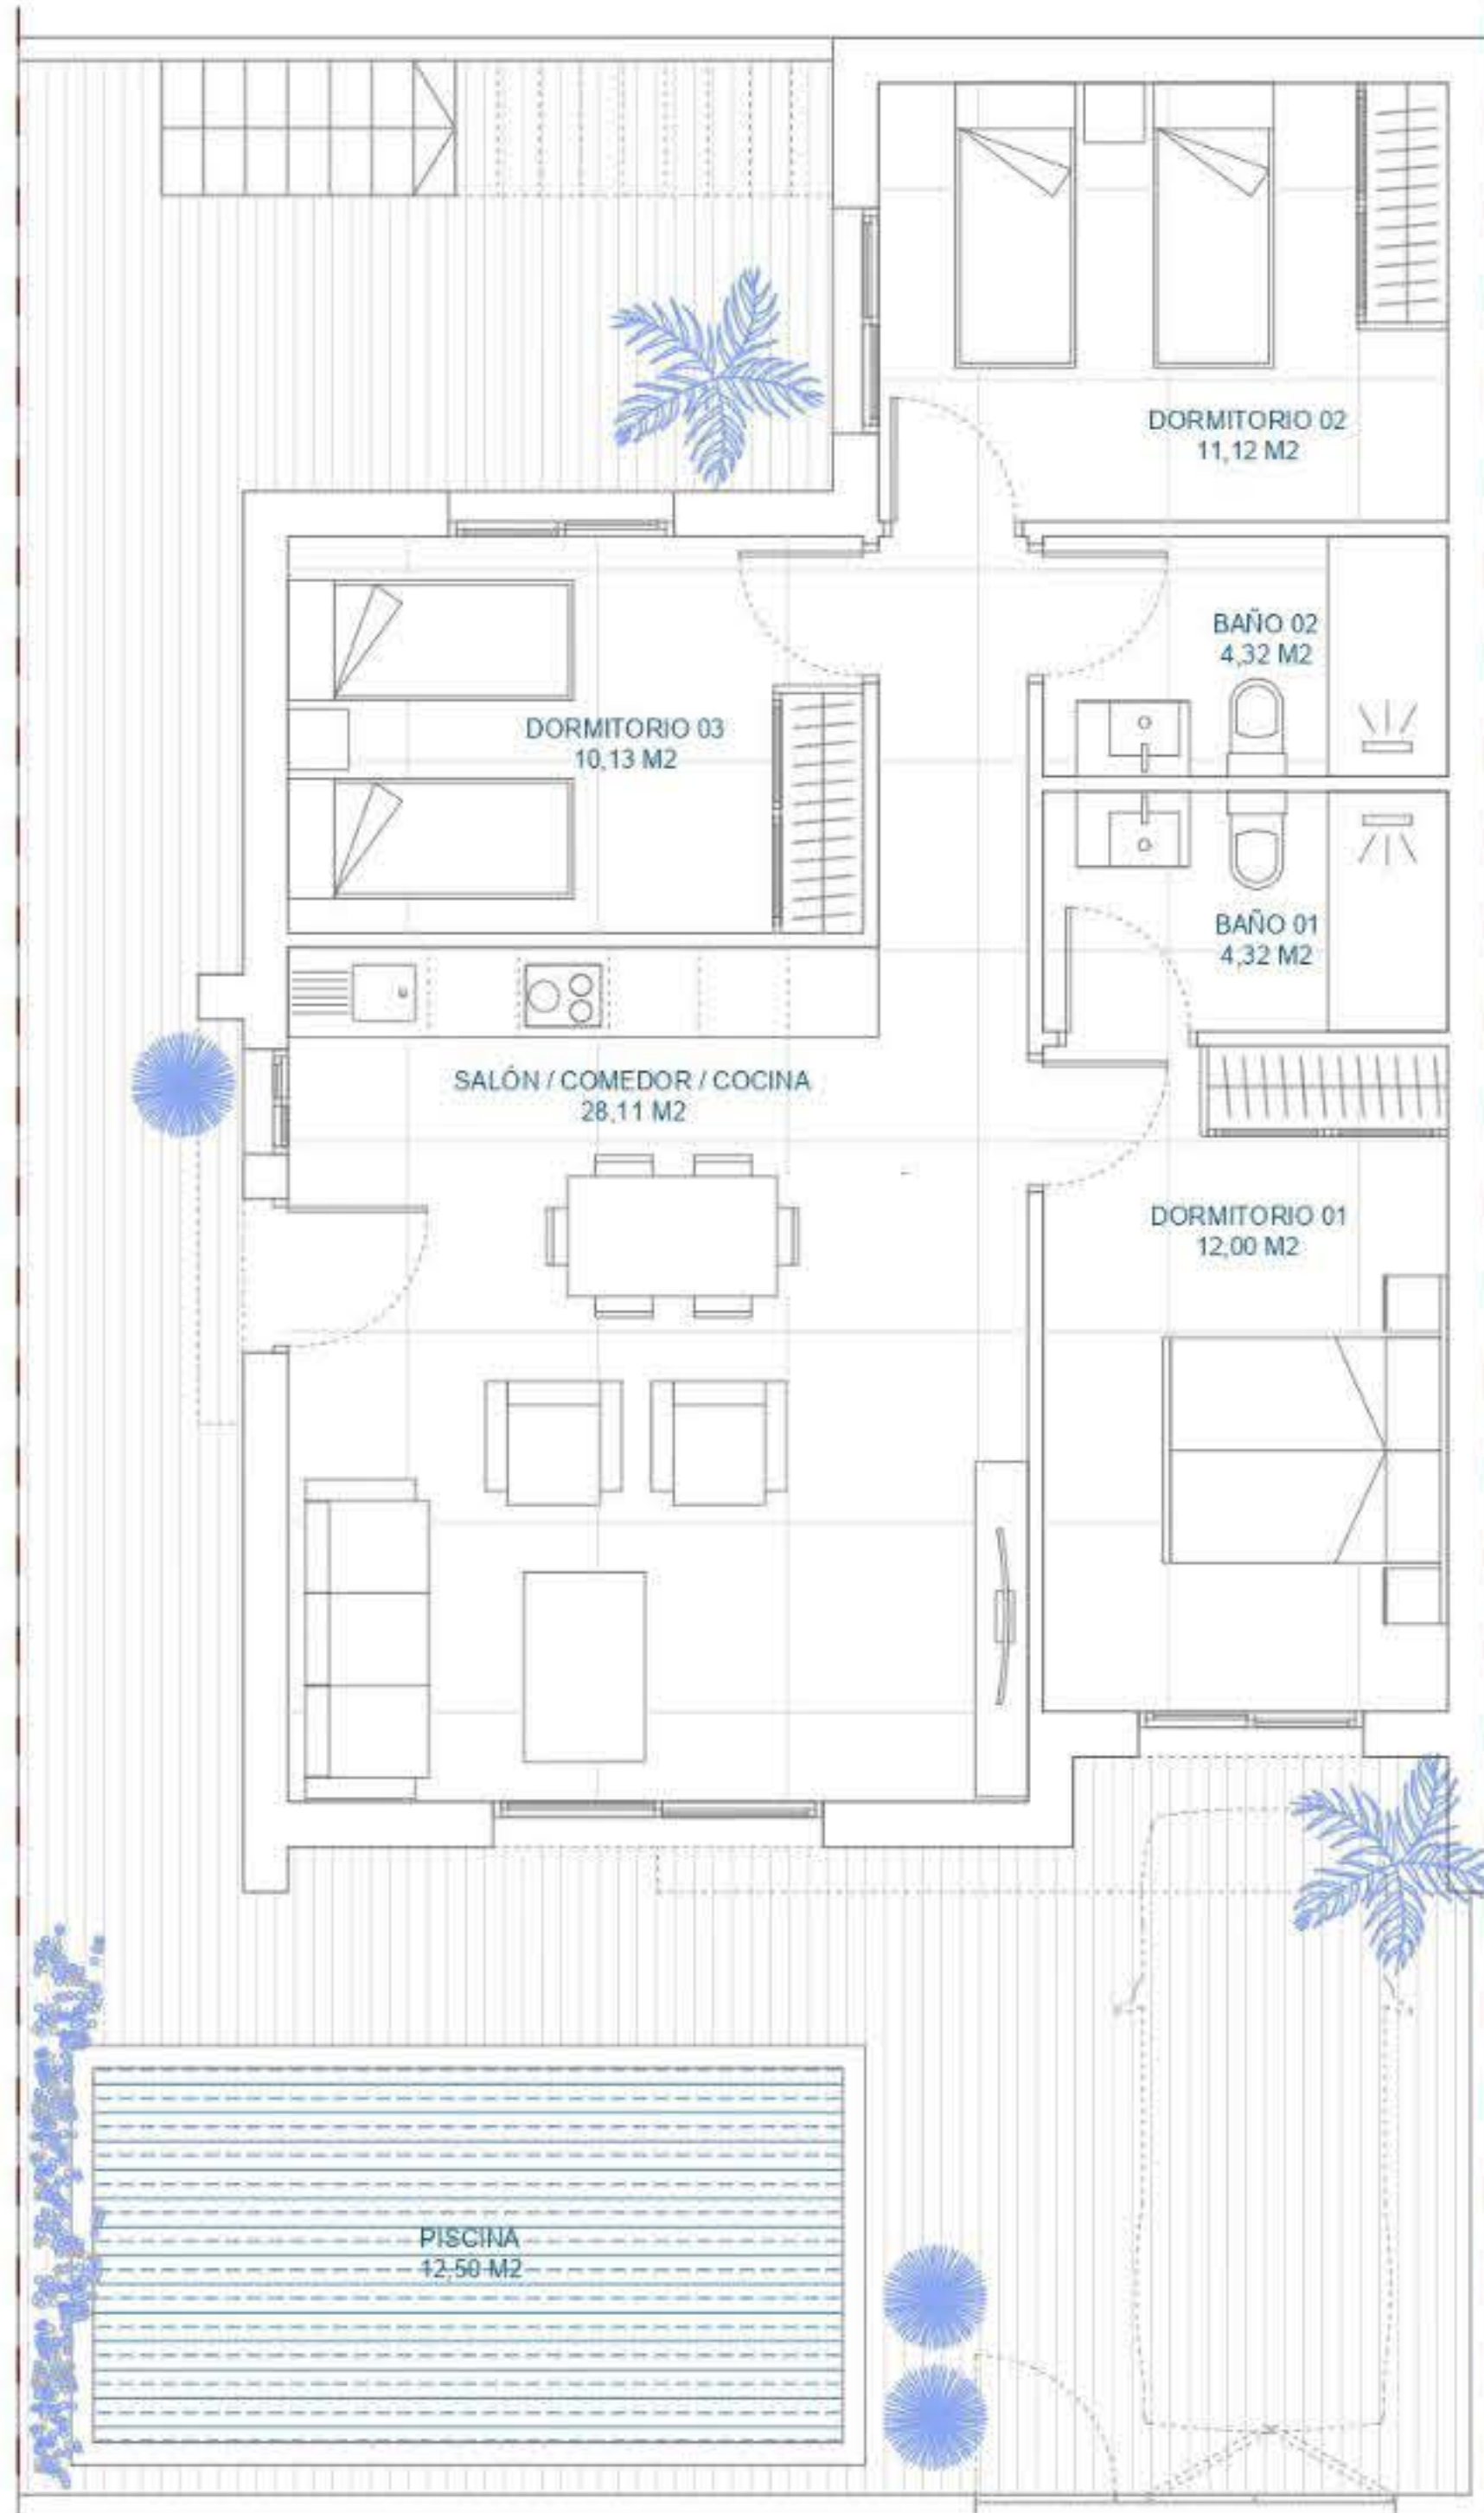 DORMITORIO 02
11,12 M2
BAÑO 02
4,32 M2
DORMITORIO 03
10,13 M2
BAÑO 01
4,32 M2
SALÓN / COMEDOR / COCINA
28,11 M2
DORMITORIO 01
12,00 M2
PISCINA
12,50 M2